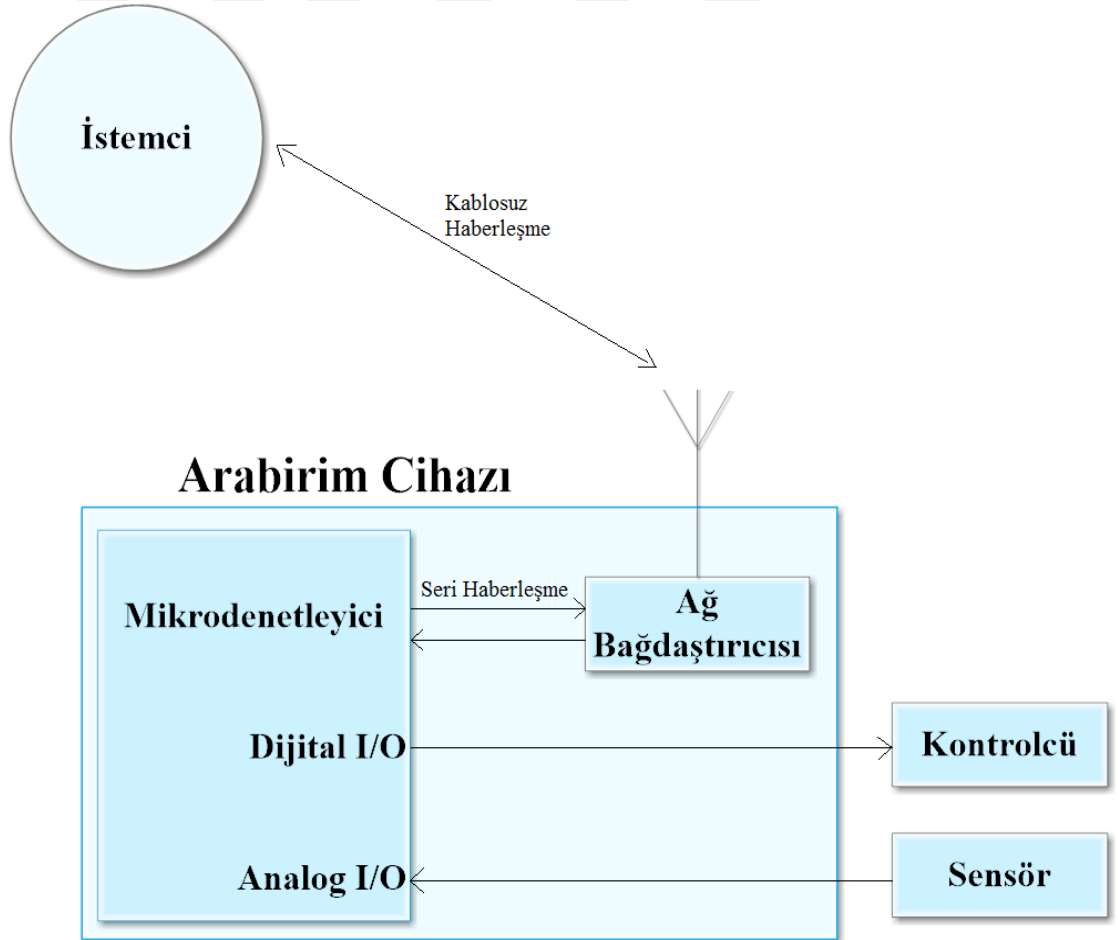 İstemci
Kablosuz
Haberleşme
Arabirim Cihazı
Mikrodenetleyici
Seri Haberleşme
Ağ
Bağdaştırıcısı
Dijital I/O
Kontrolcü
Analog I/O
Sensör